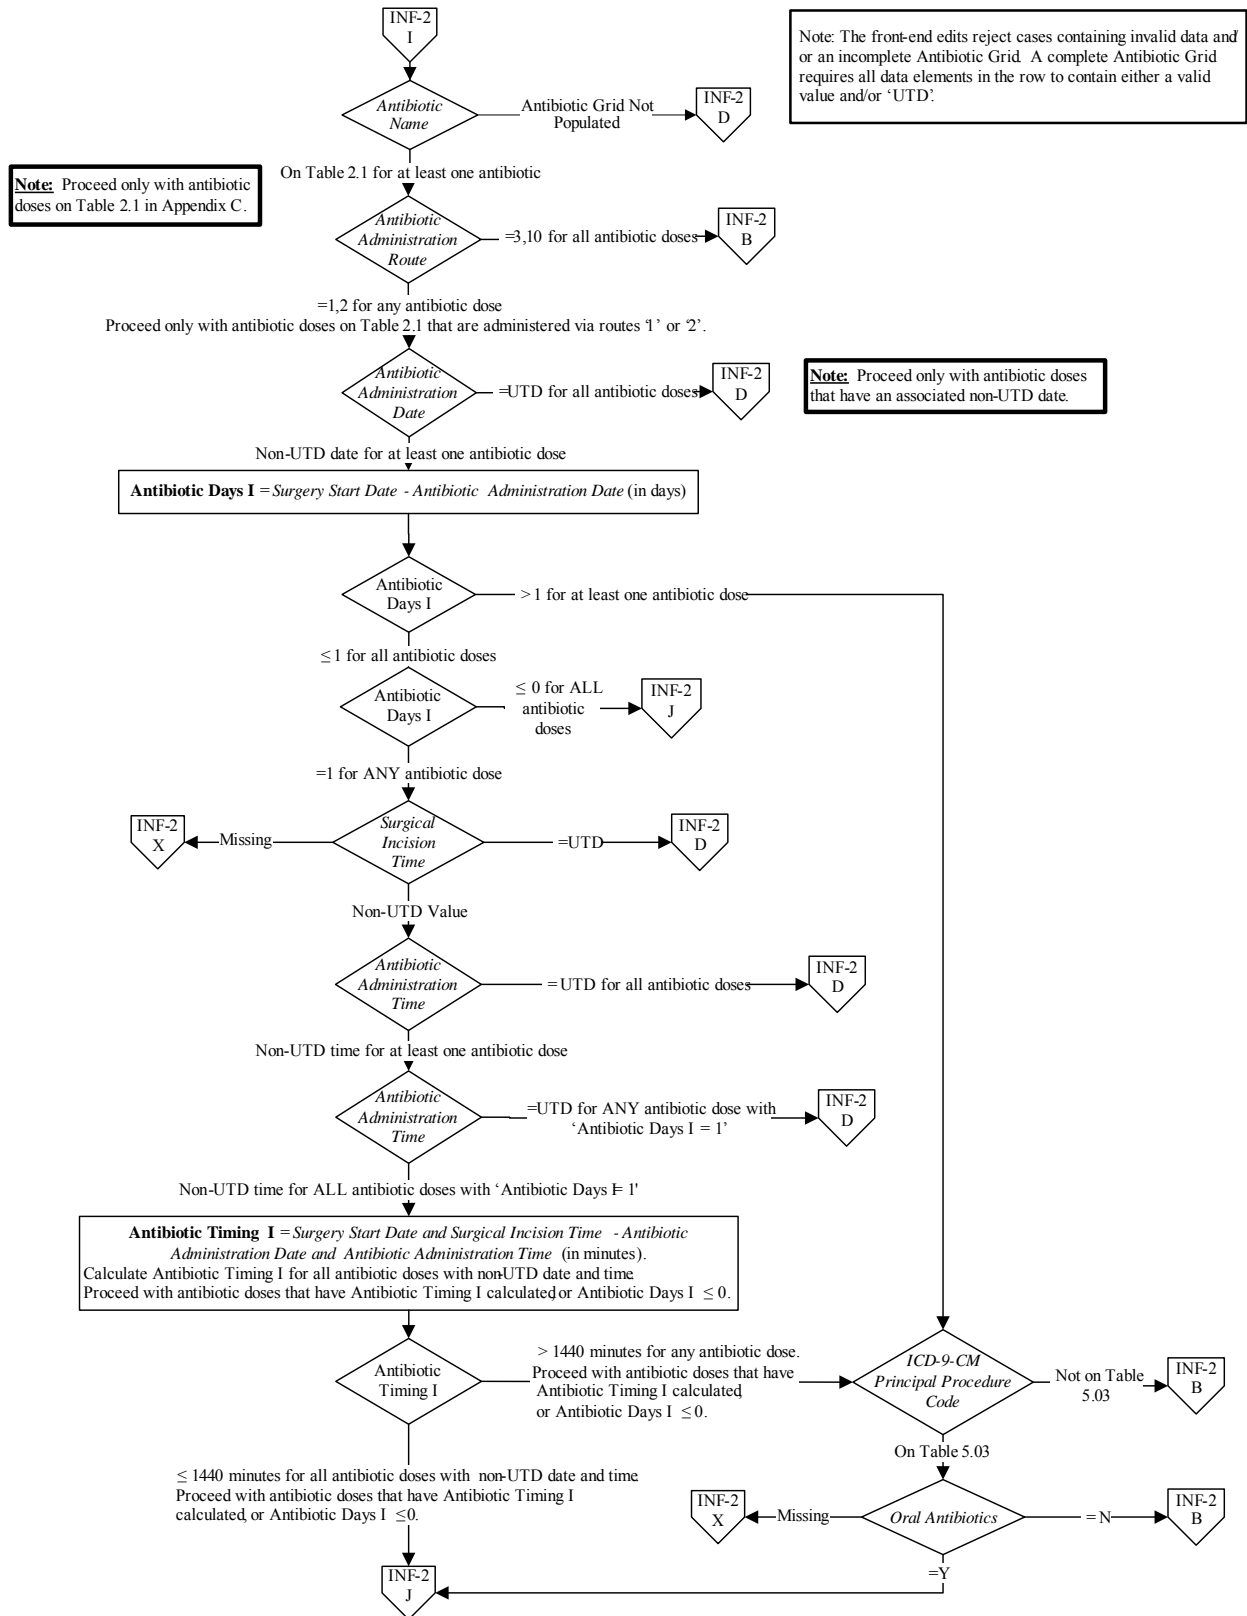 INF-2
I
Note: The front-end edits reject cases containing invalid data and/
or an incomplete Antibiotic Grid. A complete Antibiotic Grid
requires all data elements in the row to contain either a valid
value and/or ‘UTD’.
Antibiotic
Name
Antibiotic Grid Not
Populated
INF-2
D
On Table 2.1 for at least one antibiotic
Note: Proceed only with antibiotic
doses on Table 2.1 in Appendix C.
Antibiotic
Administration
Route
=3,10 for all antibiotic doses
INF-2
B
=1,2 for any antibiotic dose
Proceed only with antibiotic doses on Table 2.1 that are administered via routes ‘1’ or ‘2’.
Antibiotic
Administration
Date
=UTD for all antibiotic doses
INF-2
D
Note: Proceed only with antibiotic doses
that have an associated non-UTD date.
Non-UTD date for at least one antibiotic dose
Antibiotic Days I = Surgery Start Date - Antibiotic Administration Date (in days)
Antibiotic
Days I
> 1 for at least one antibiotic dose
≤ 1 for all antibiotic doses
Antibiotic
Days I
≤ 0 for ALL
antibiotic
doses
INF-2
J
=1 for ANY antibiotic dose
INF-2
X
Missing
Surgical
Incision
Time
=UTD
INF-2
D
Non-UTD Value
Antibiotic
Administration
Time
= UTD for all antibiotic doses
INF-2
D
Non-UTD time for at least one antibiotic dose
Antibiotic
Administration
Time
=UTD for ANY antibiotic dose with
‘Antibiotic Days I = 1’
INF-2
D
Non-UTD time for ALL antibiotic doses with ‘Antibiotic Days I = 1'
Antibiotic Timing I = Surgery Start Date and Surgical Incision Time - Antibiotic
Administration Date and Antibiotic Administration Time (in minutes).
Calculate Antibiotic Timing I for all antibiotic doses with non-UTD date and time.
Proceed with antibiotic doses that have Antibiotic Timing I calculated, or Antibiotic Days I ≤ 0.
Antibiotic
Timing I
> 1440 minutes for any antibiotic dose.
Proceed with antibiotic doses that have
Antibiotic Timing I calculated,
or Antibiotic Days I ≤ 0.
ICD-9-CM
Principal Procedure
Code
Not on Table
5.03
INF-2
B
On Table 5.03
≤ 1440 minutes for all antibiotic doses with non-UTD date and time.
Proceed with antibiotic doses that have Antibiotic Timing I
calculated, or Antibiotic Days I ≤ 0.
INF-2
X
Missing
Oral Antibiotics
= N
INF-2
B
=Y
INF-2
J